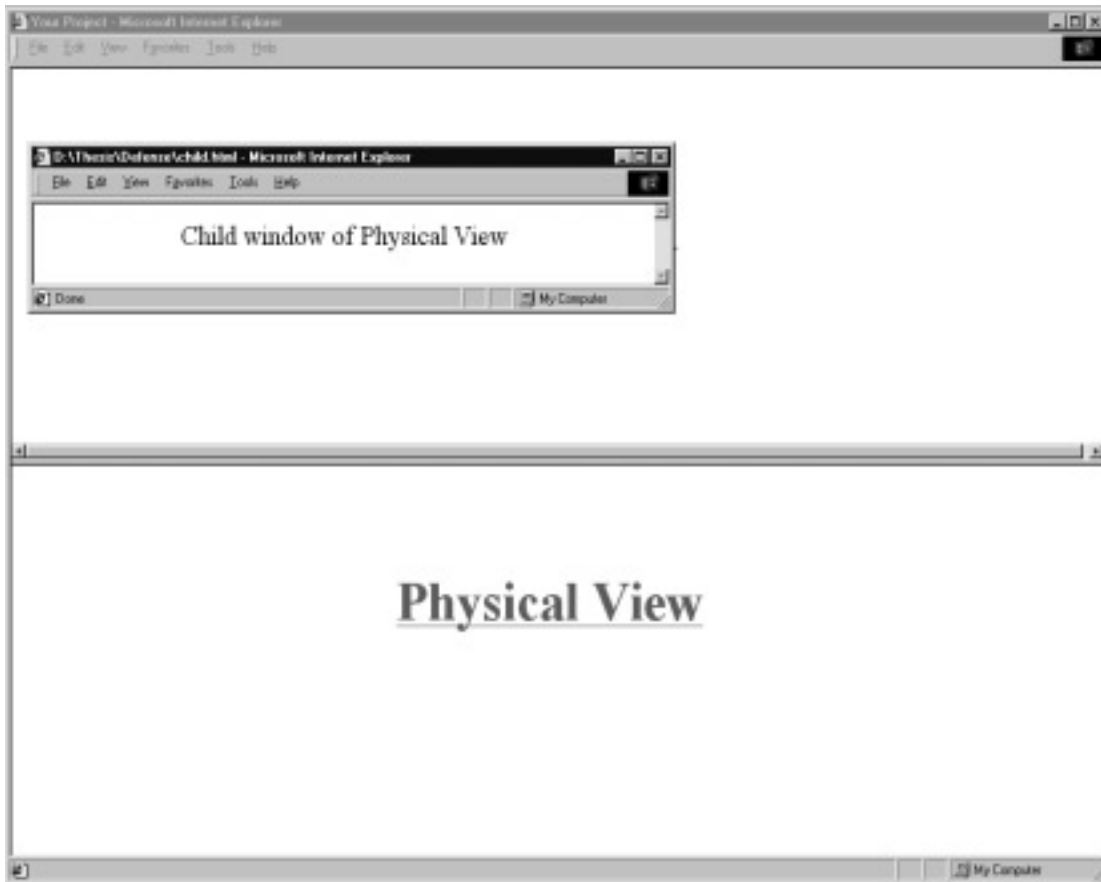 Your Project - Microsoft Internet Explorer
File Edit View Favorites Tools Help
D:\Thesis\Defense\child.html - Microsoft Internet Explorer
File Edit View Favorites Tools Help
Child window of Physical View
Done My Computer
Physical View
My Computer